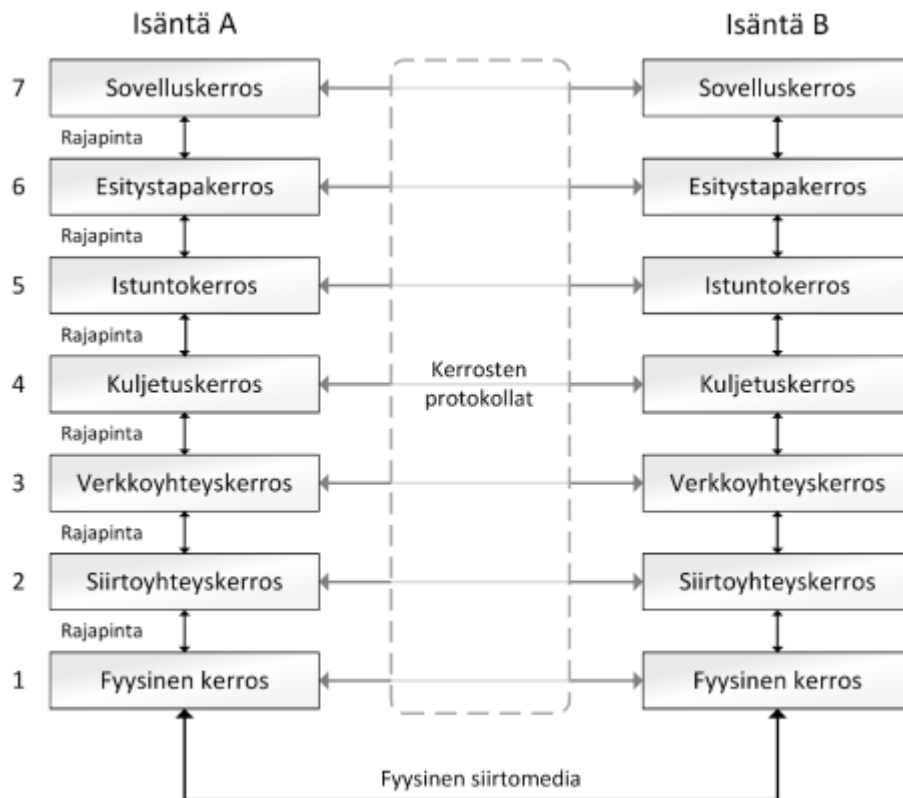 Isäntä A
Isäntä B
7
Sovelluskerros
Sovelluskerros
Rajapinta
6
Esitystapakerros
Esitystapakerros
Rajapinta
5
Istuntokerros
Istuntokerros
Rajapinta
4
Kuljetuskerros
Kerrosten
protokollat
Kuljetuskerros
Rajapinta
3
Verkkoyhteyskerros
Verkkoyhteyskerros
Rajapinta
2
Siirtoyhteyskerros
Siirtoyhteyskerros
Rajapinta
1
Fyysinen kerros
Fyysinen kerros
Fyysinen siirtomedia